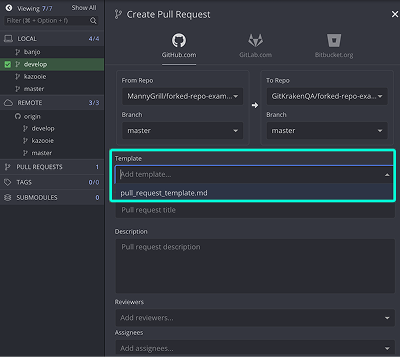 Viewing 7/7 Show All
Filter (⌘ + Option + f)
LOCAL 4/4
banjo
develop
kazooie
master
REMOTE 3/3
origin
develop
kazooie
master
PULL REQUESTS 1
TAGS 0/0
SUBMODULES 0
Create Pull Request
GitHub.com GitLab.com Bitbucket.org
From Repo To Repo
MannyGrill/forked-repo-exam... GitKrakenQA/forked-repo-exam...
Branch Branch
master master
Template
Add template...
pull_request_template.md
Pull request title
Description
Pull request description
Reviewers
Add reviewers...
Assignees
Add assignees...